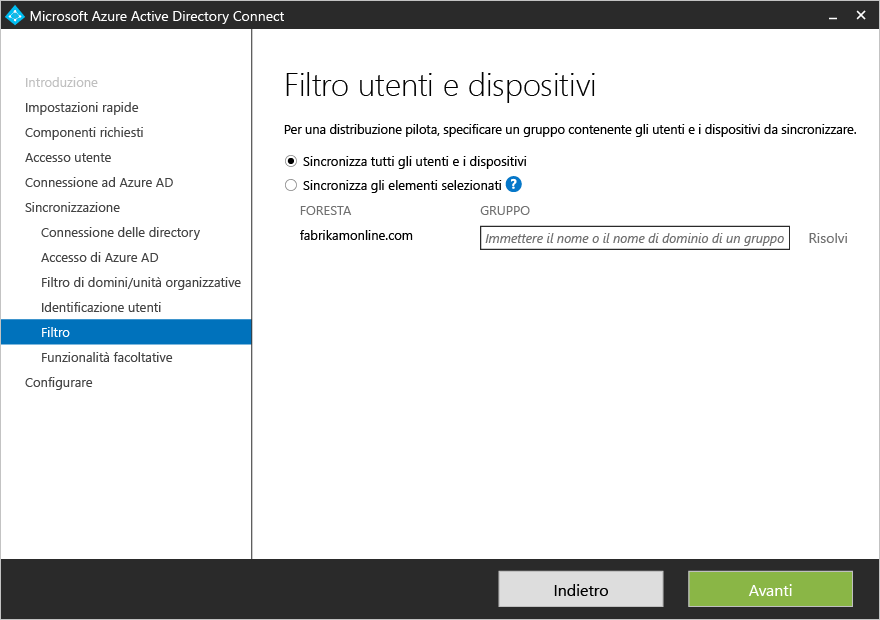 Microsoft Azure Active Directory Connect
Introduzione
Impostazioni rapide
Componenti richiesti
Accesso utente
Connessione ad Azure AD
Sincronizzazione
Connessione delle directory
Accesso di Azure AD
Filtro di domini/unità organizzative
Identificazione utenti
Filtro
Funzionalità facoltative
Configurare
Filtro utenti e dispositivi
Per una distribuzione pilota, specificare un gruppo contenente gli utenti e i dispositivi da sincronizzare.
Sincronizza tutti gli utenti e i dispositivi
Sincronizza gli elementi selezionati ?
FORESTA GRUPPO
fabrikamonline.com Immettere il nome o il nome di dominio di un gruppo Risolvi
Indietro Avanti